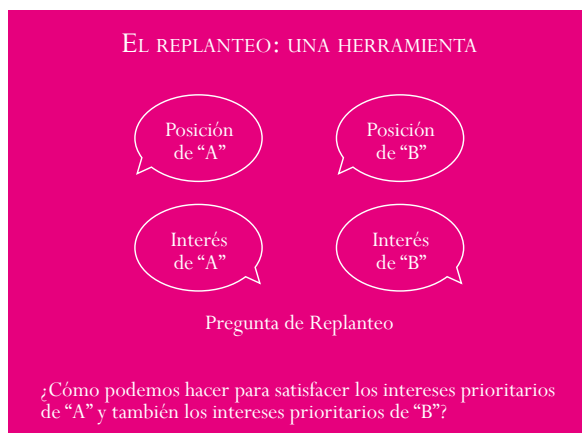 El replanteo: una herramienta
Posición
de “A”
Posición
de “B”
Interés
de “A”
Interés
de “B”
Pregunta de Replanteo
¿Cómo podemos hacer para satisfacer los intereses prioritarios
de “A” y también los intereses prioritarios de “B”?